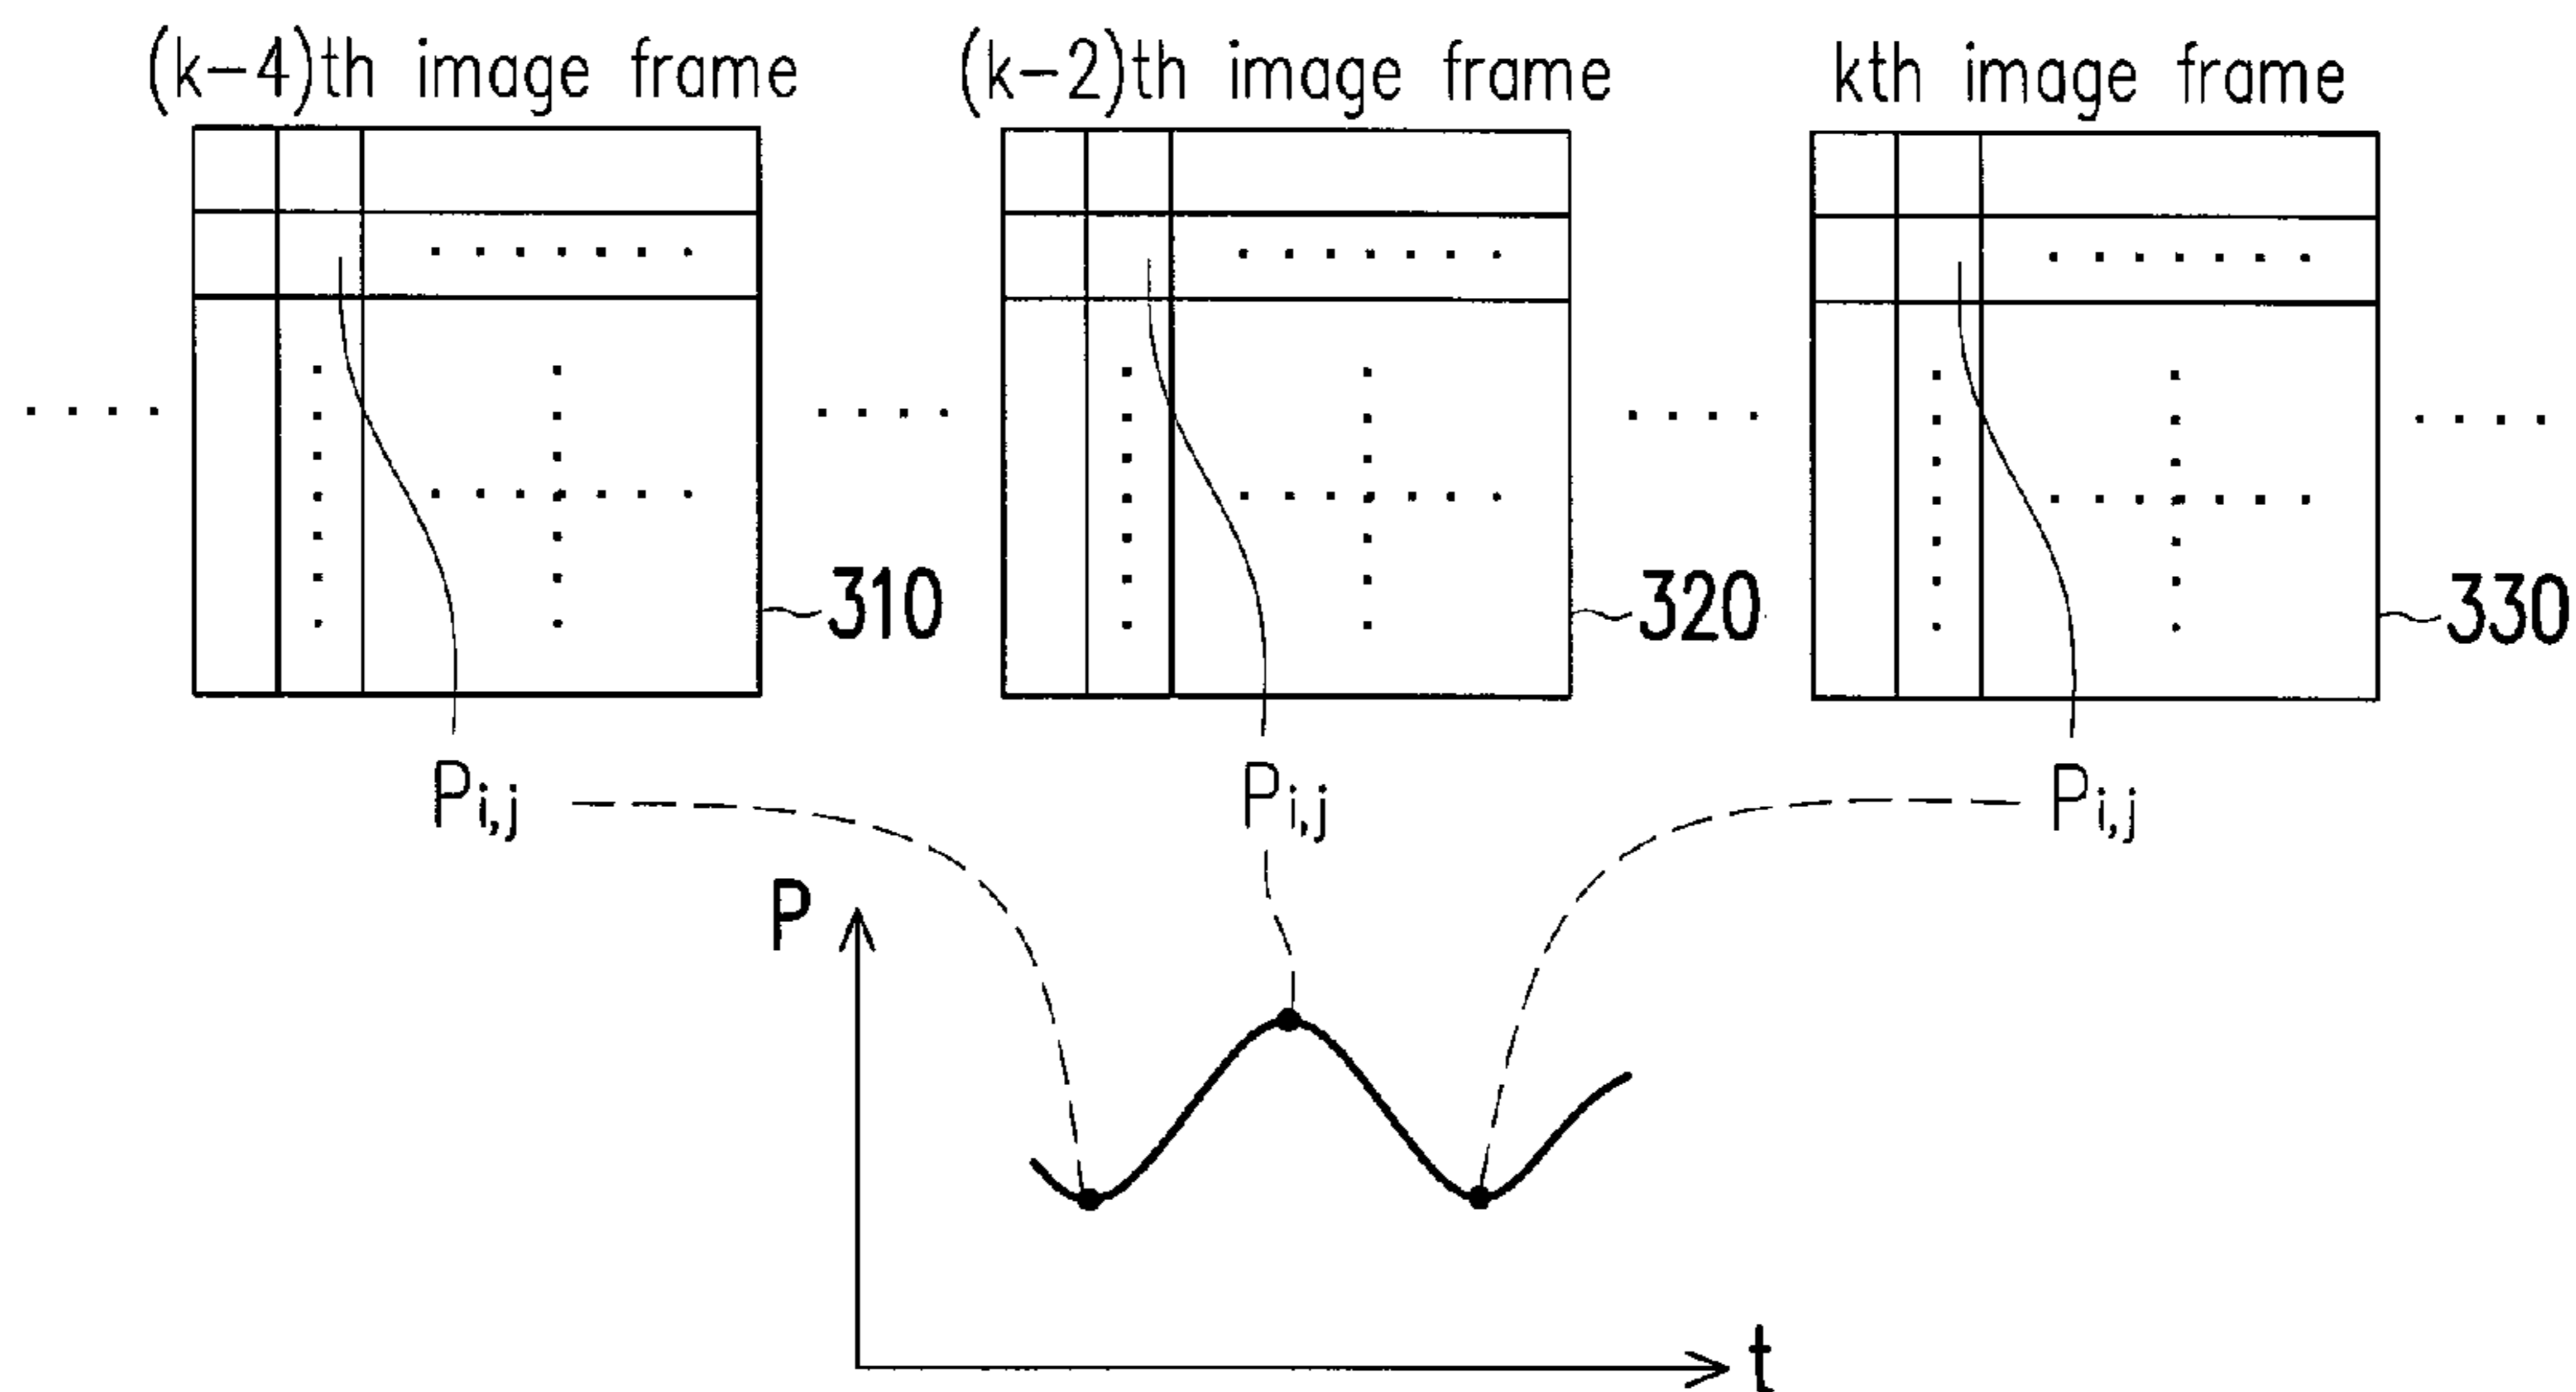 (k-4)th image frame
(k-2)th image frame
kth image frame
310
320
330
Pi,j
Pi,j
Pi,j
P
t